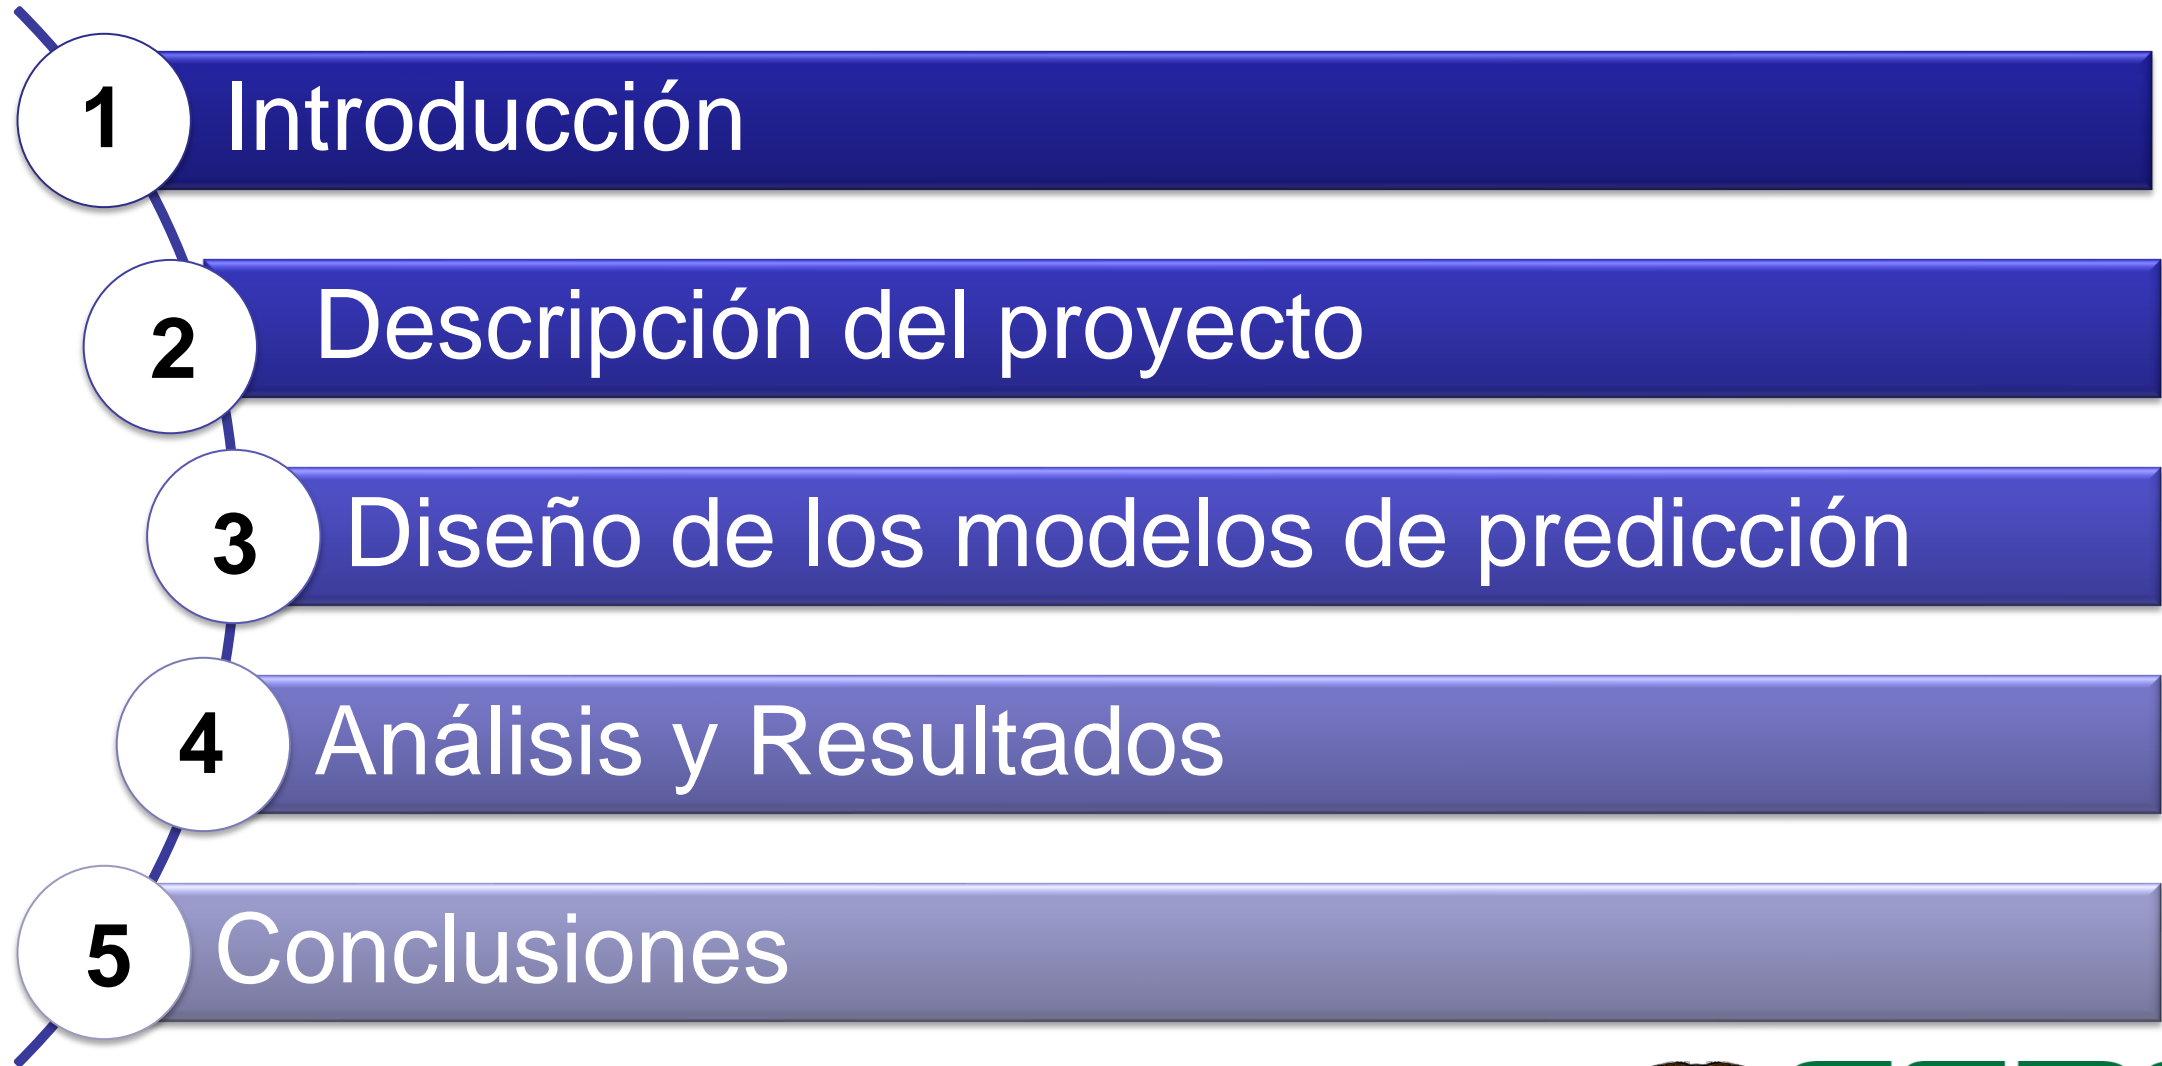 1 Introducción
2 Descripción del proyecto
3 Diseño de los modelos de predicción
4 Análisis y Resultados
5 Conclusiones